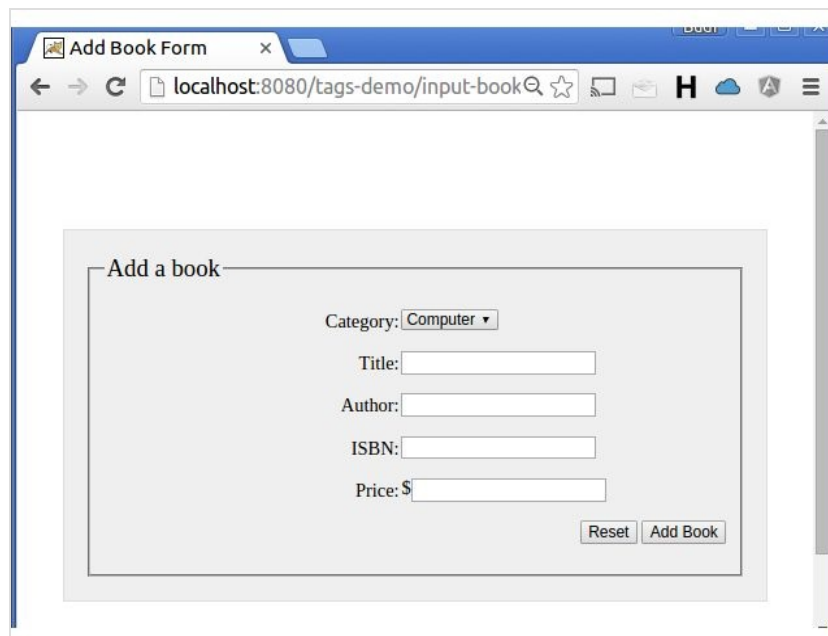 Add Book Form
localhost:8080/tags-demo/input-book
Add a book
Category: Computer
Title:
Author:
ISBN:
Price: $
Reset Add Book